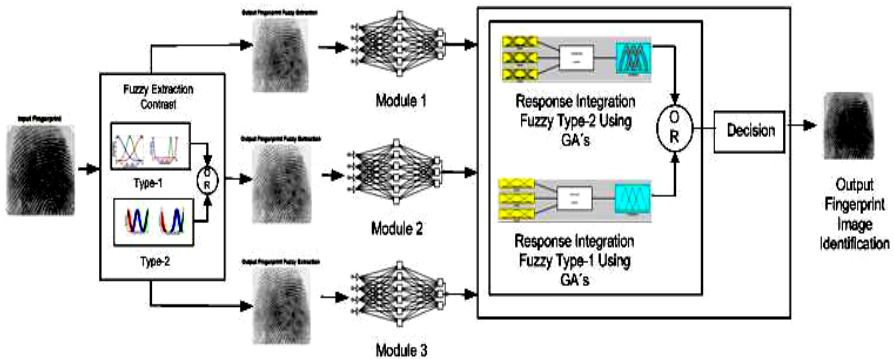 Input Fingerprint
Fuzzy Extraction
Contrast
Type-1
O
R
Type-2
Output Fingerprint Fuzzy Extraction
Module 1
Output Fingerprint Fuzzy Extraction
Module 2
Output Fingerprint Fuzzy Extraction
Module 3
Response Integration
Fuzzy Type-2 Using
GA´s
O
R
Response Integration
Fuzzy Type-1 Using
GA´s
Decision
Output
Fingerprint
Image
Identification